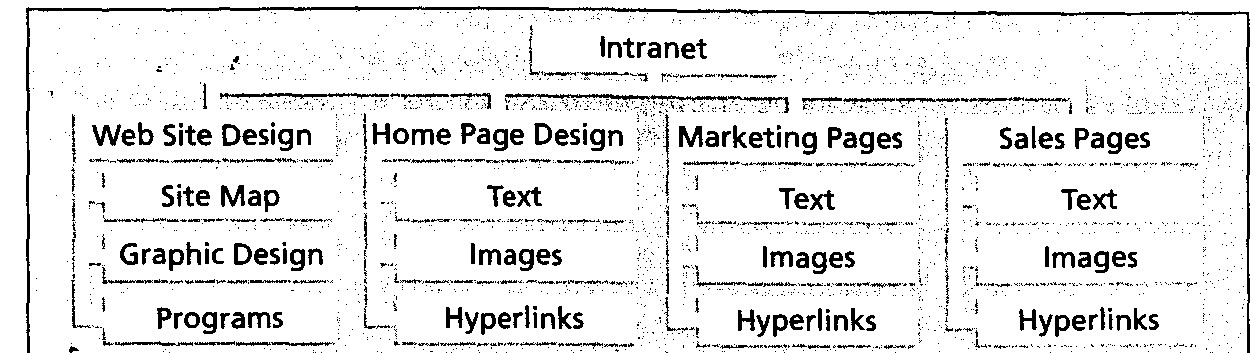 Intranet
Web Site Design Home Page Design Marketing Pages Sales Pages
Site Map Text Text Text
Graphic Design Images Images Images
Programs Hyperlinks Hyperlinks Hyperlinks